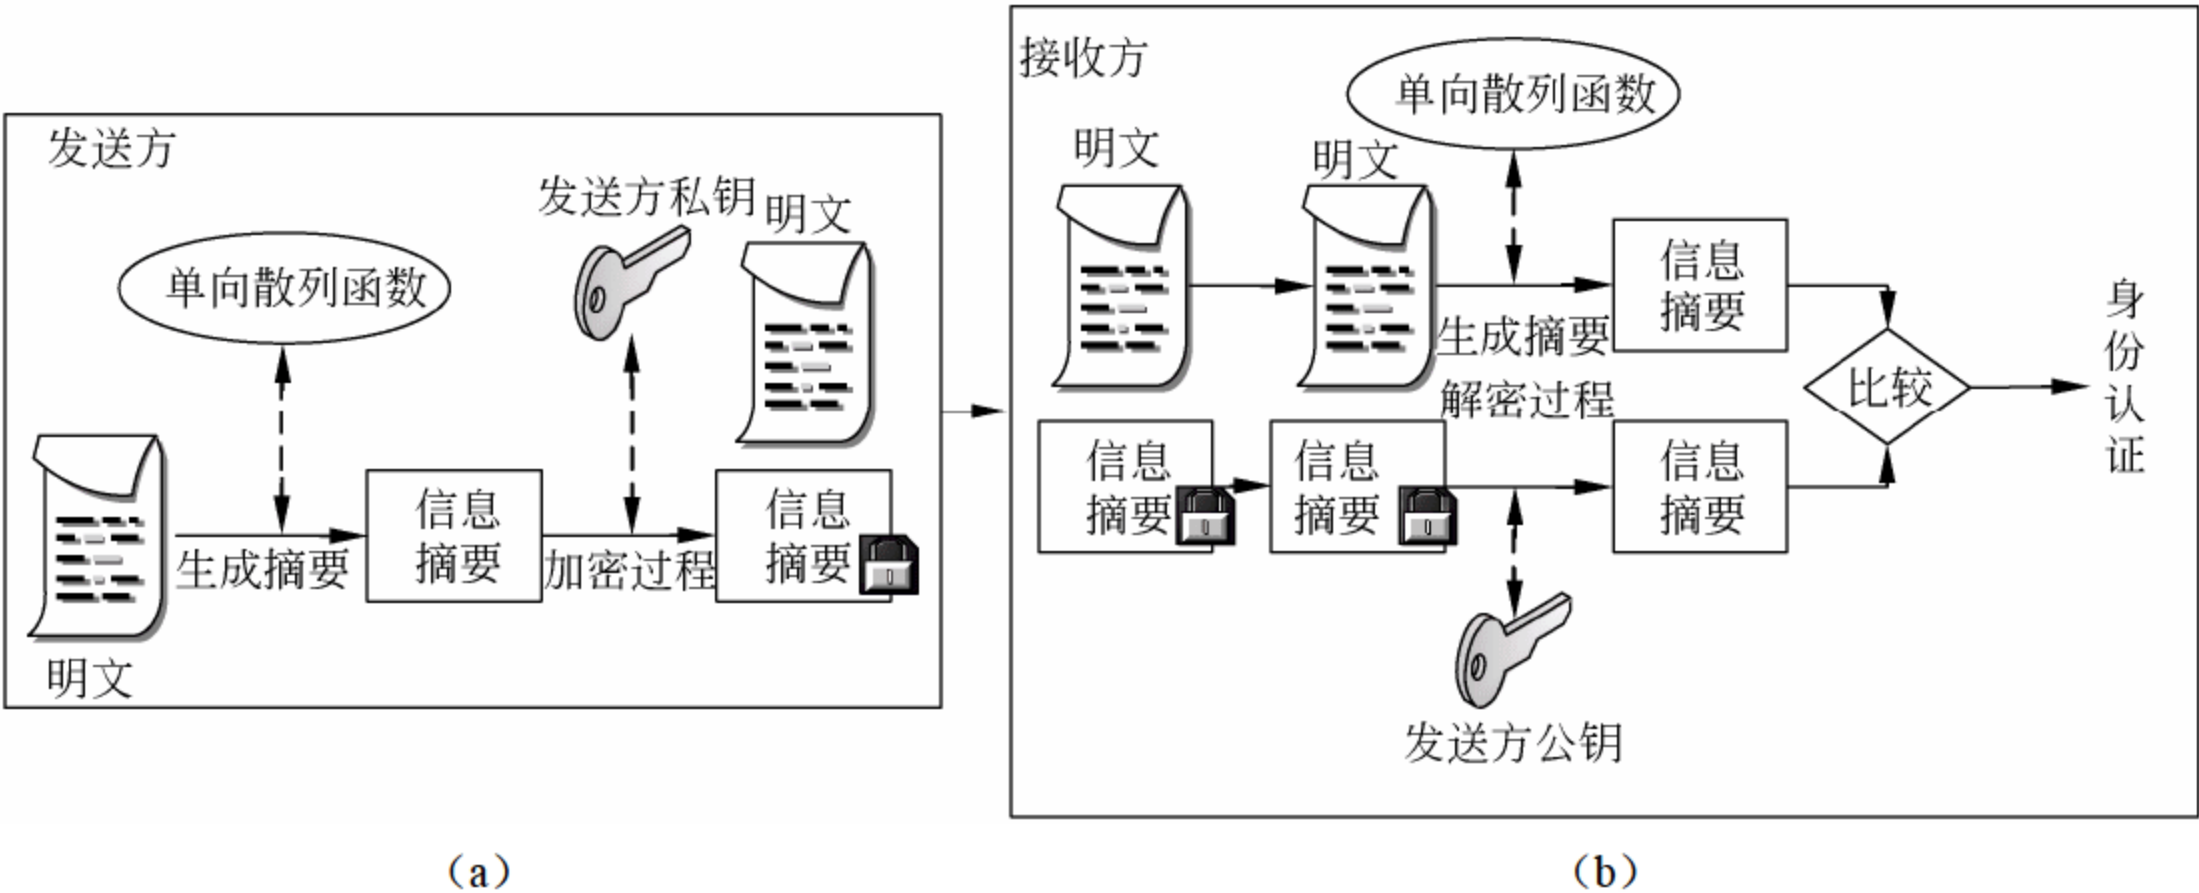 发送方
单向散列函数
发送方私钥
明文
生成摘要
信息
摘要
加密过程
信息
摘要
明文
(a)
接收方
单向散列函数
明文
明文
生成摘要
信息
摘要
解密过程
信息
摘要
信息
摘要
信息
摘要
比较
身
份
认
证
发送方公钥
(b)